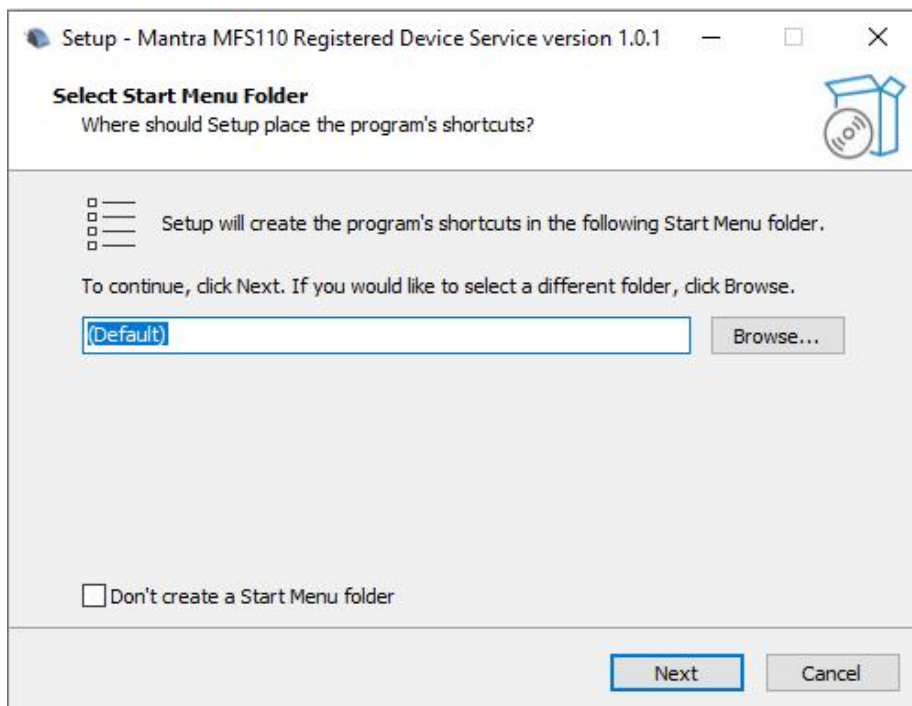 Setup - Mantra MFS110 Registered Device Service version 1.0.1
Select Start Menu Folder
Where should Setup place the program's shortcuts?
Setup will create the program's shortcuts in the following Start Menu folder.
To continue, click Next. If you would like to select a different folder, click Browse.
(Default)
Browse...
Don't create a Start Menu folder
Next
Cancel